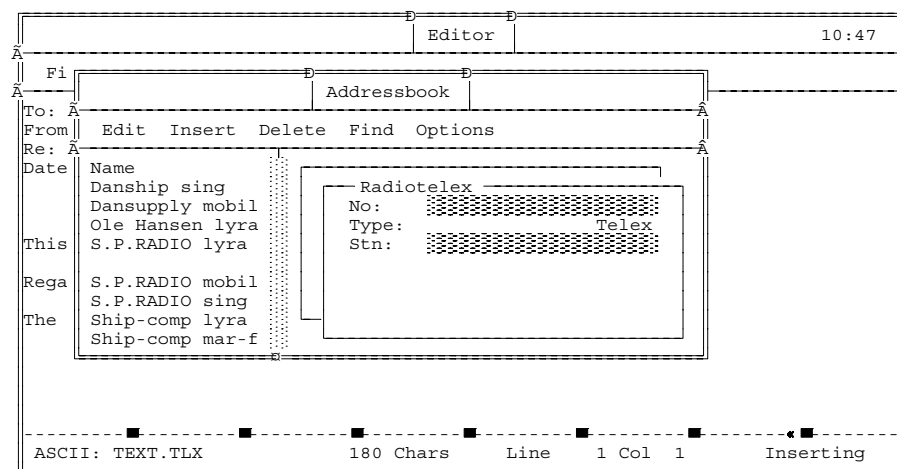 Editor 10:47
Fi
Addressbook
To:
From Edit Insert Delete Find Options
Re:
Date Name
Danship sing Radiotelex
Dansupply mobil No:
Ole Hansen lyra Type: Telex
This S.P.RADIO lyra Stn:
Rega S.P.RADIO mobil
S.P.RADIO sing
The Ship-comp lyra
Ship-comp mar-f
ASCII: TEXT.TLX 180 Chars Line 1 Col 1 Inserting